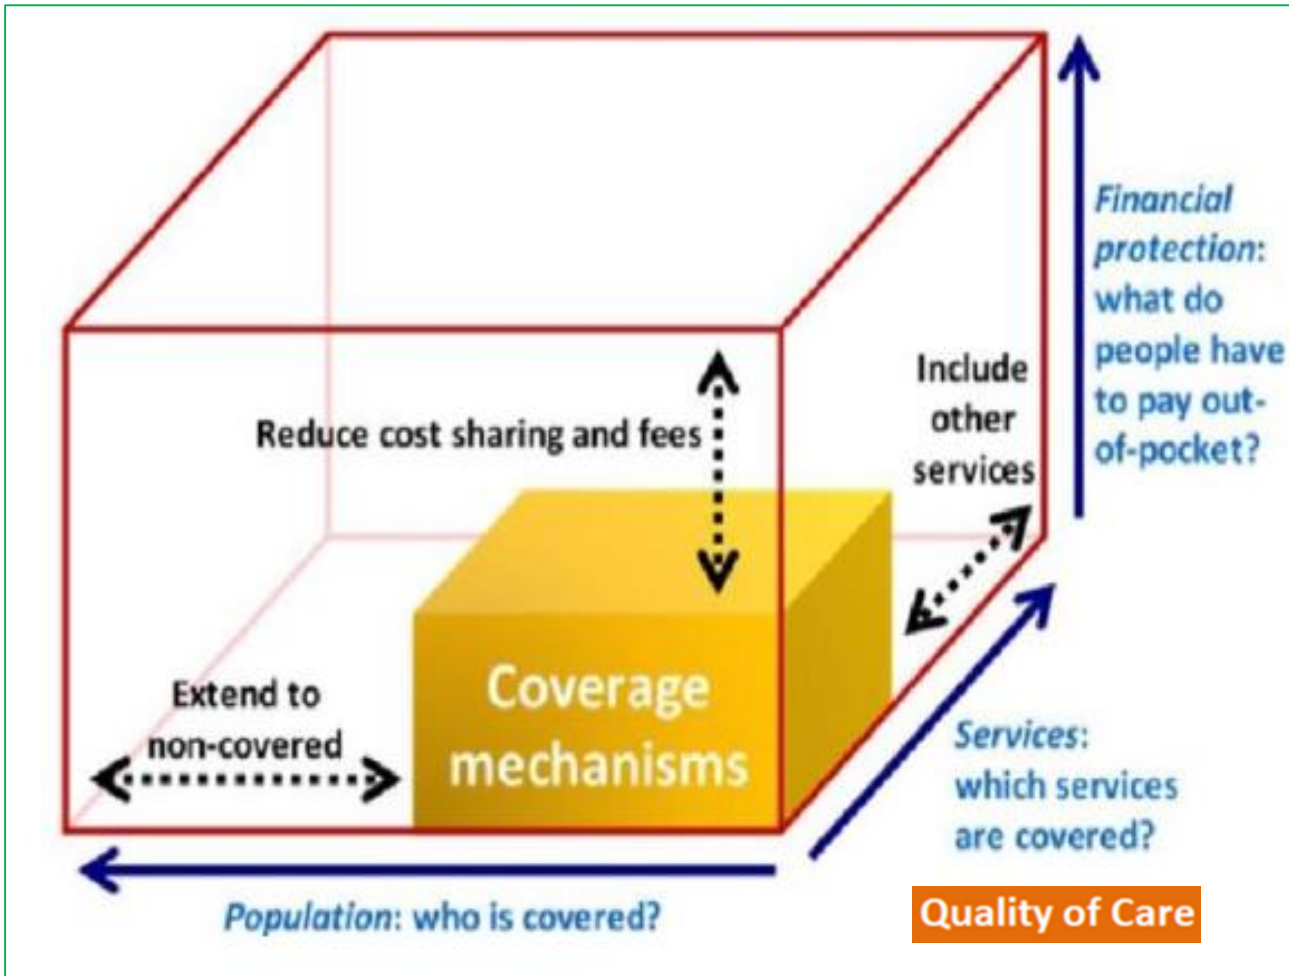 Financial
protection:
what do
people have
to pay out-
of-pocket?
Include
other
services
Reduce cost sharing and fees
Coverage
mechanisms
Extend to
non-covered
Services:
which services
are covered?
Population: who is covered?
Quality of Care